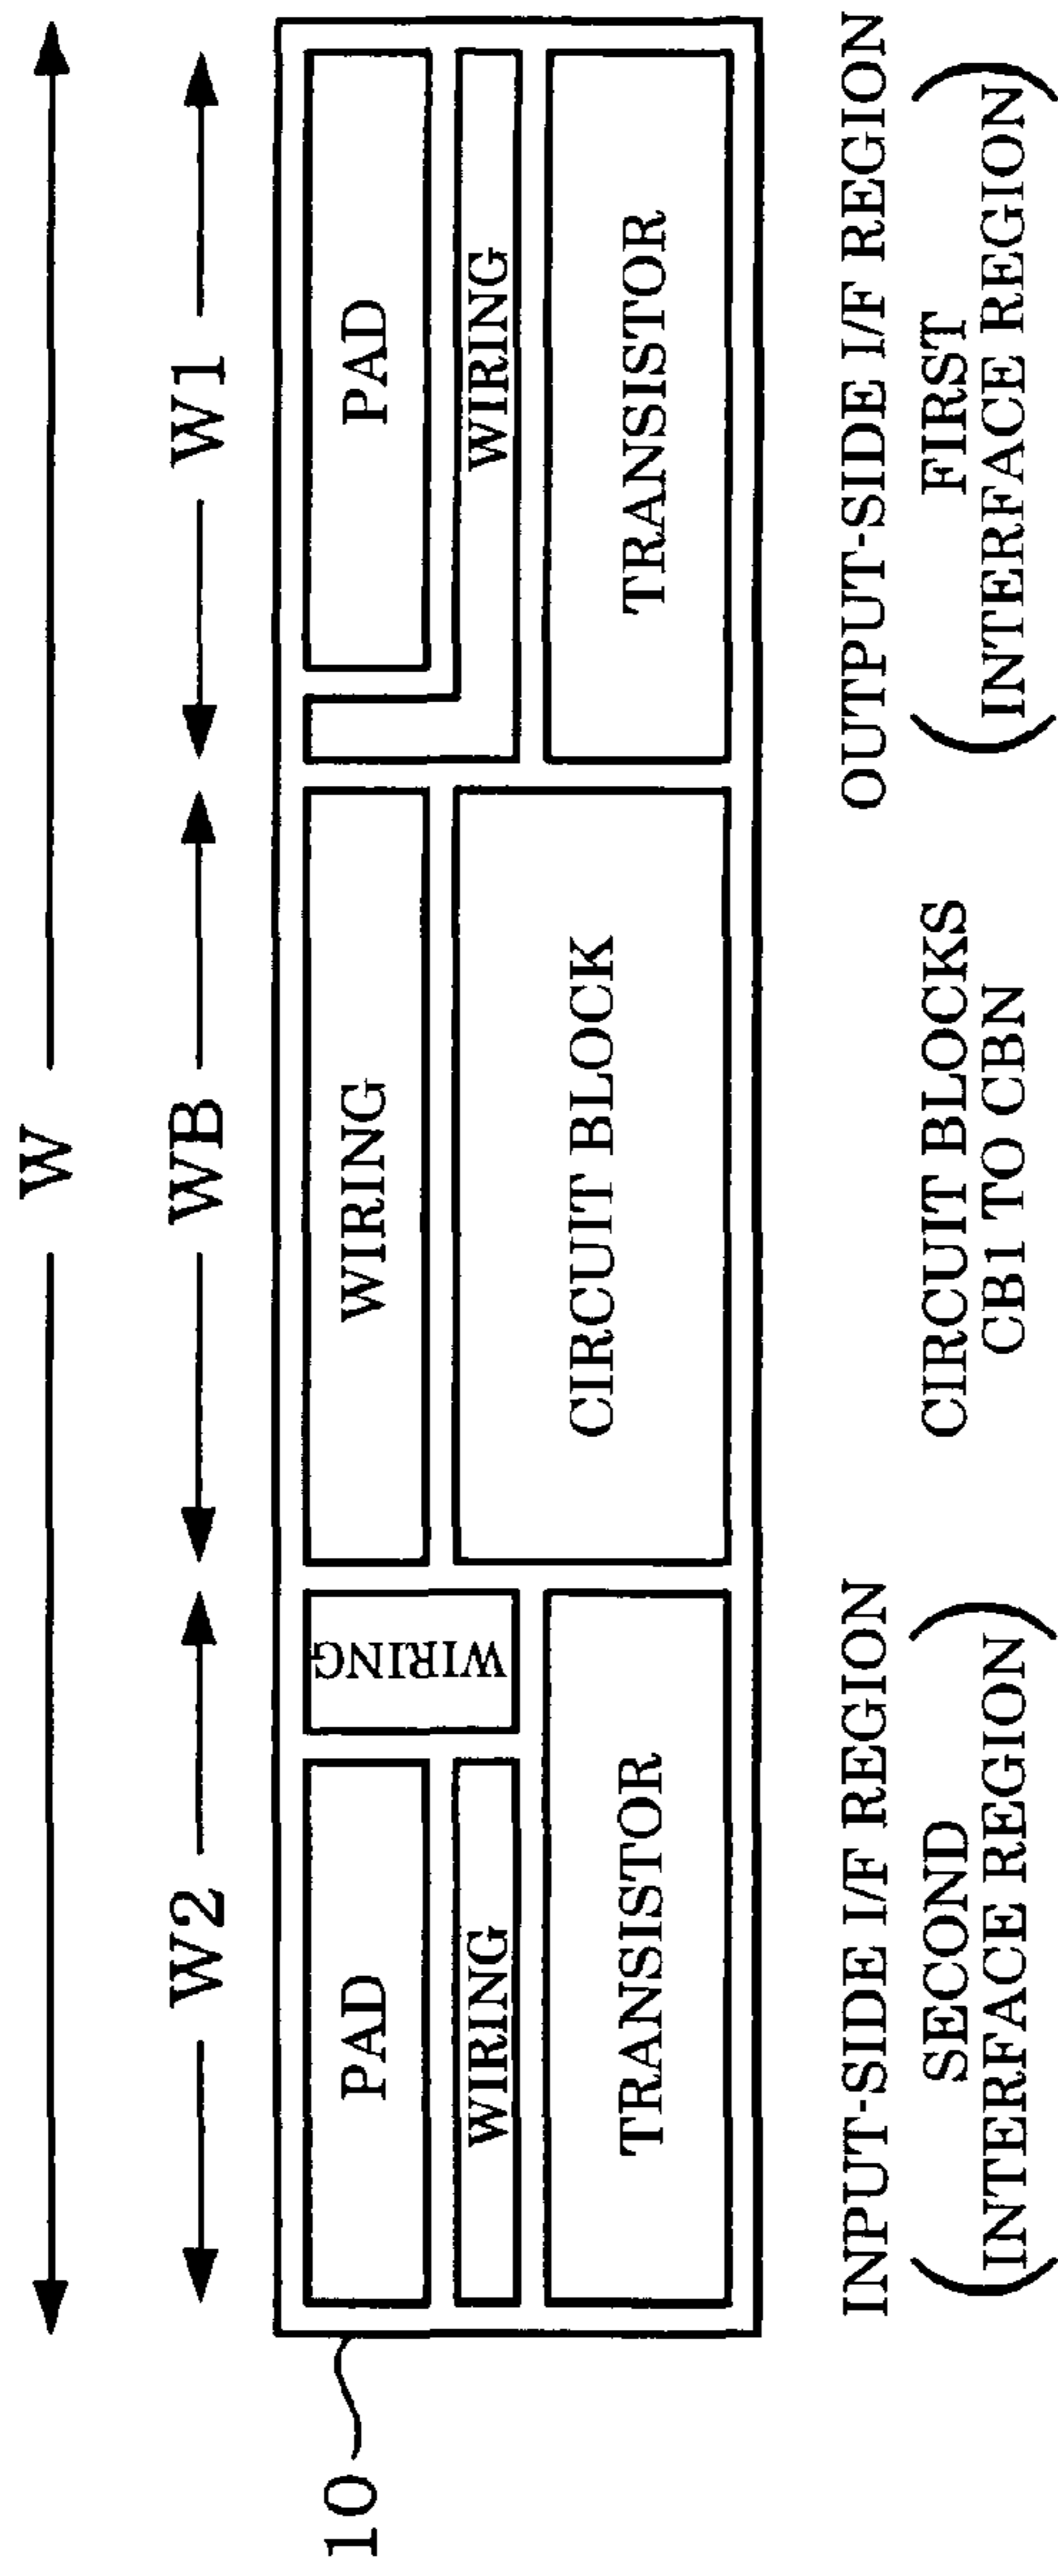 W
W2
WB
W1
10
PAD
WIRING
WIRING
PAD
WIRING
WIRING
TRANSISTOR
CIRCUIT BLOCK
TRANSISTOR
INPUT-SIDE I/F REGION
(SECOND
INTERFACE REGION)
CIRCUIT BLOCKS
CB1 TO CBN
OUTPUT-SIDE I/F REGION
(FIRST
INTERFACE REGION)